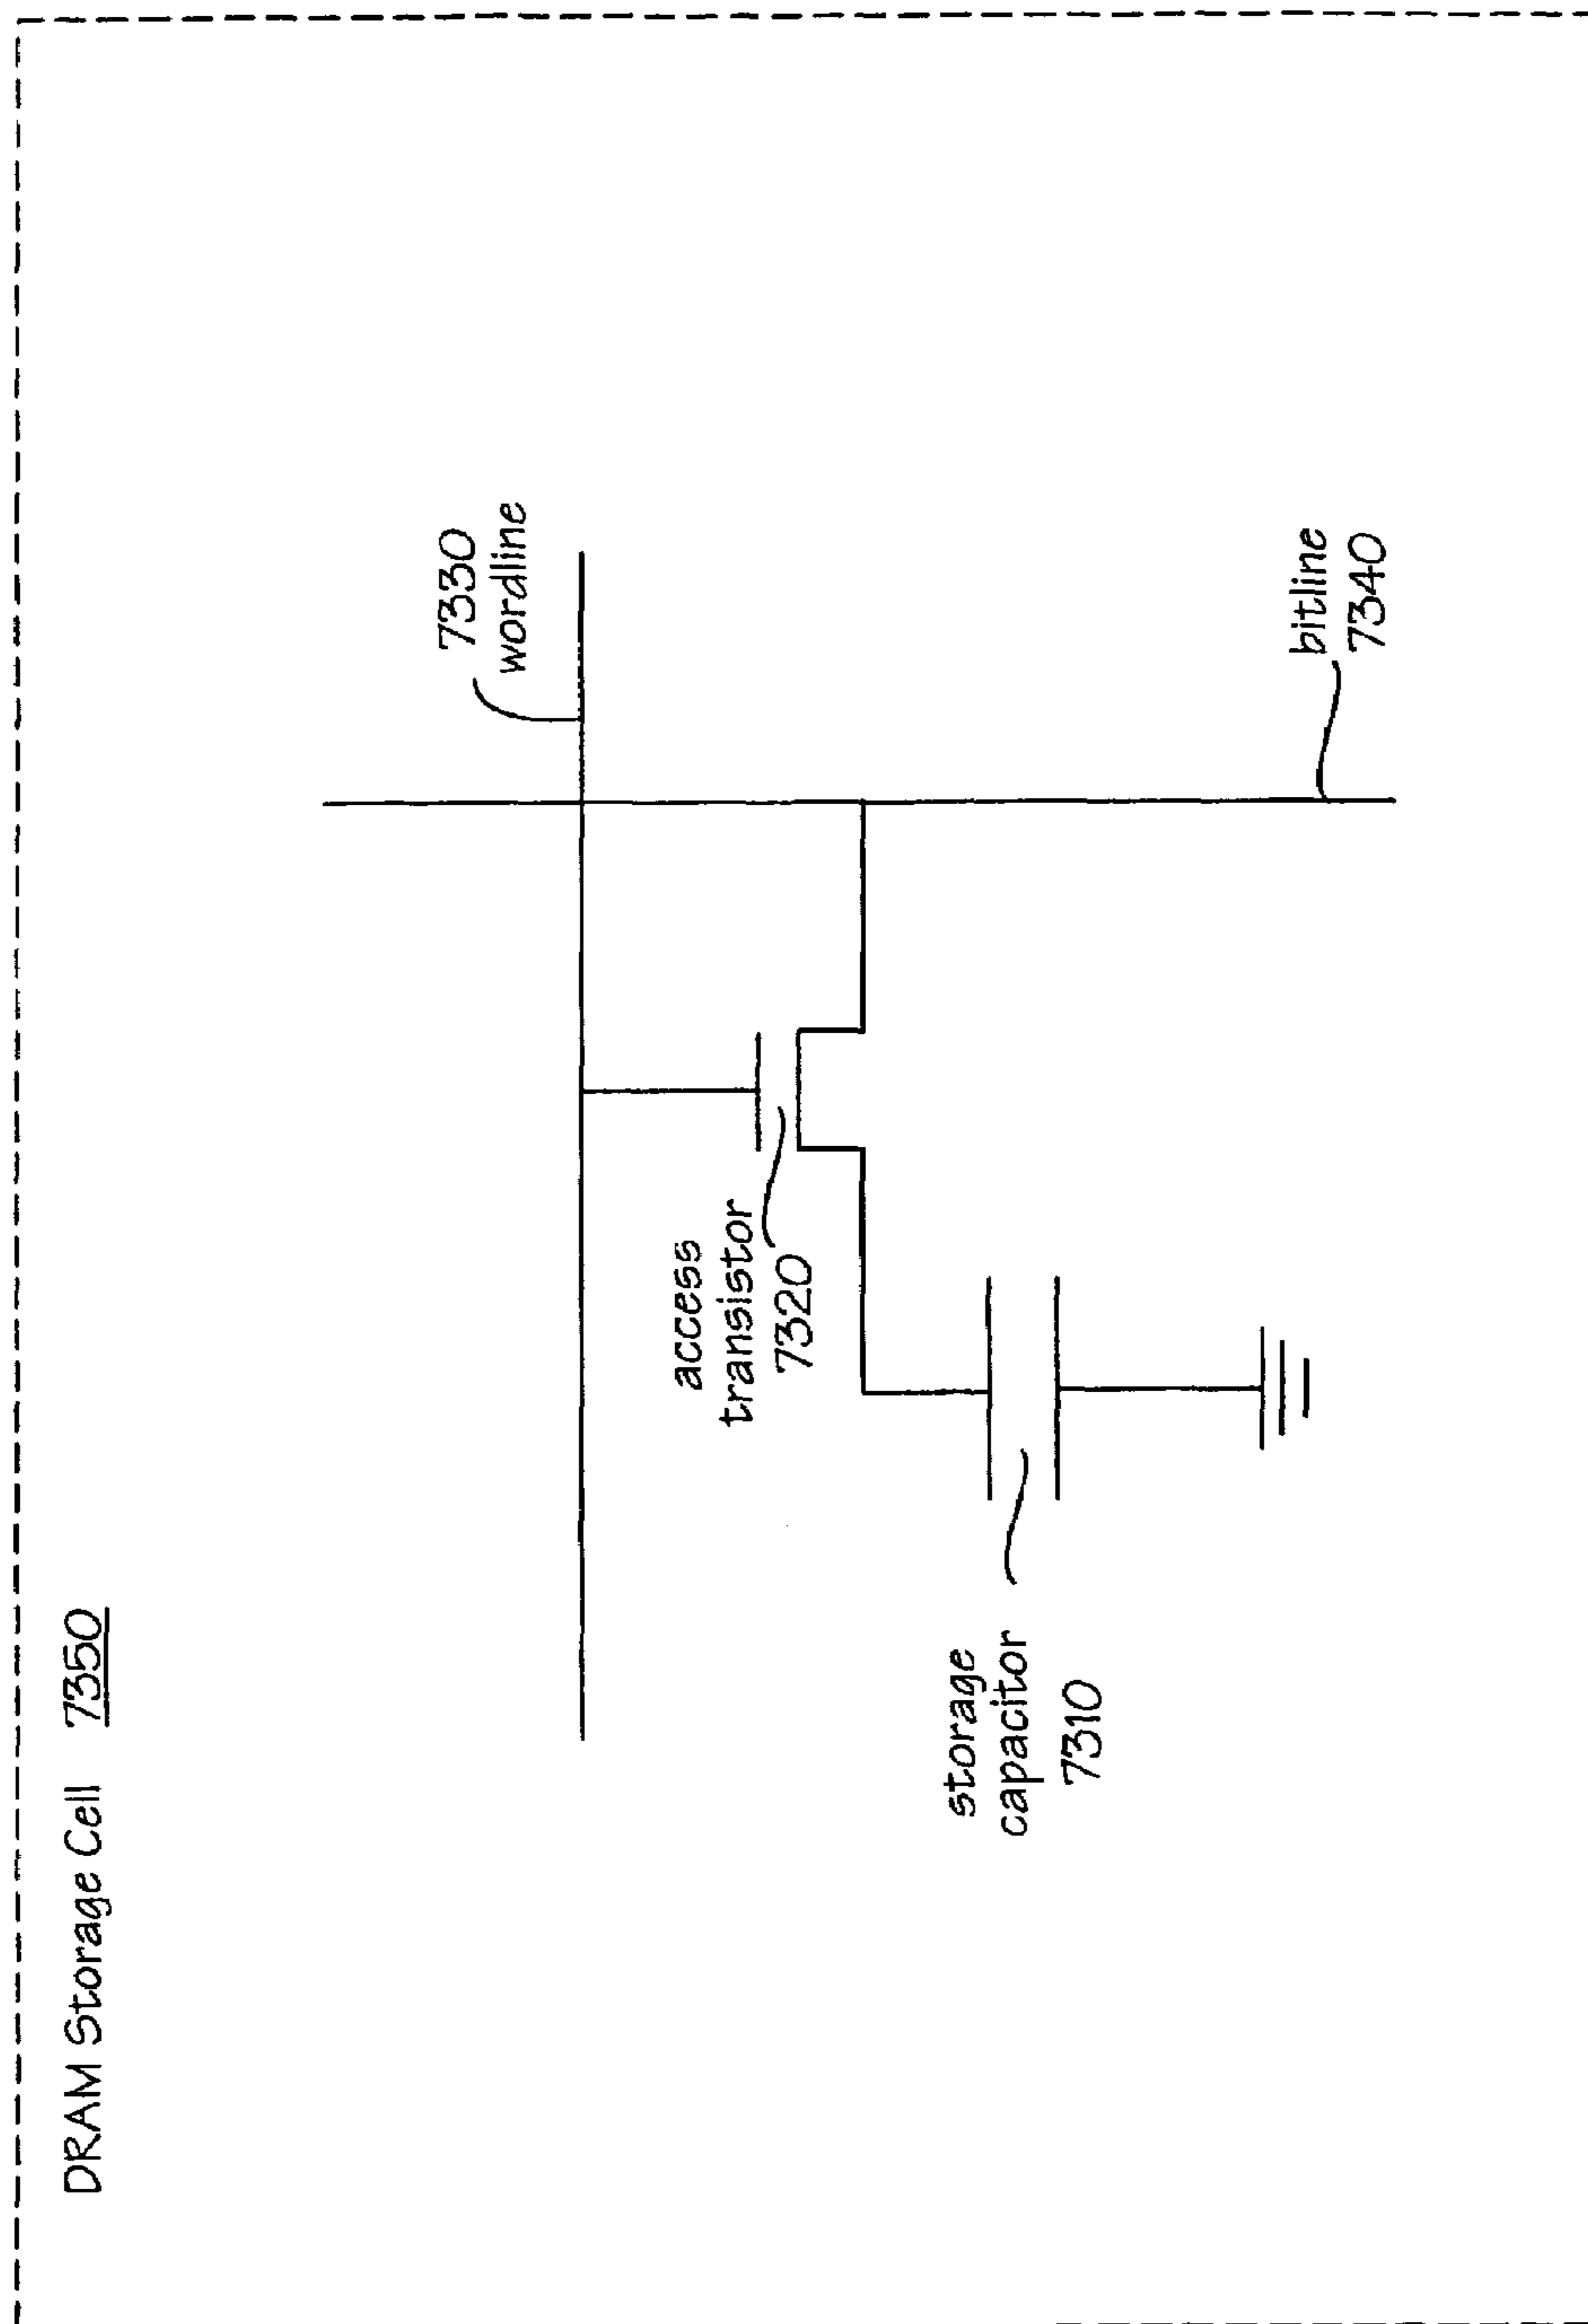 DRAM Storage Cell 7350
7330
wordline
access
transistor
7320
storage
capacitor
7310
bitline
7340